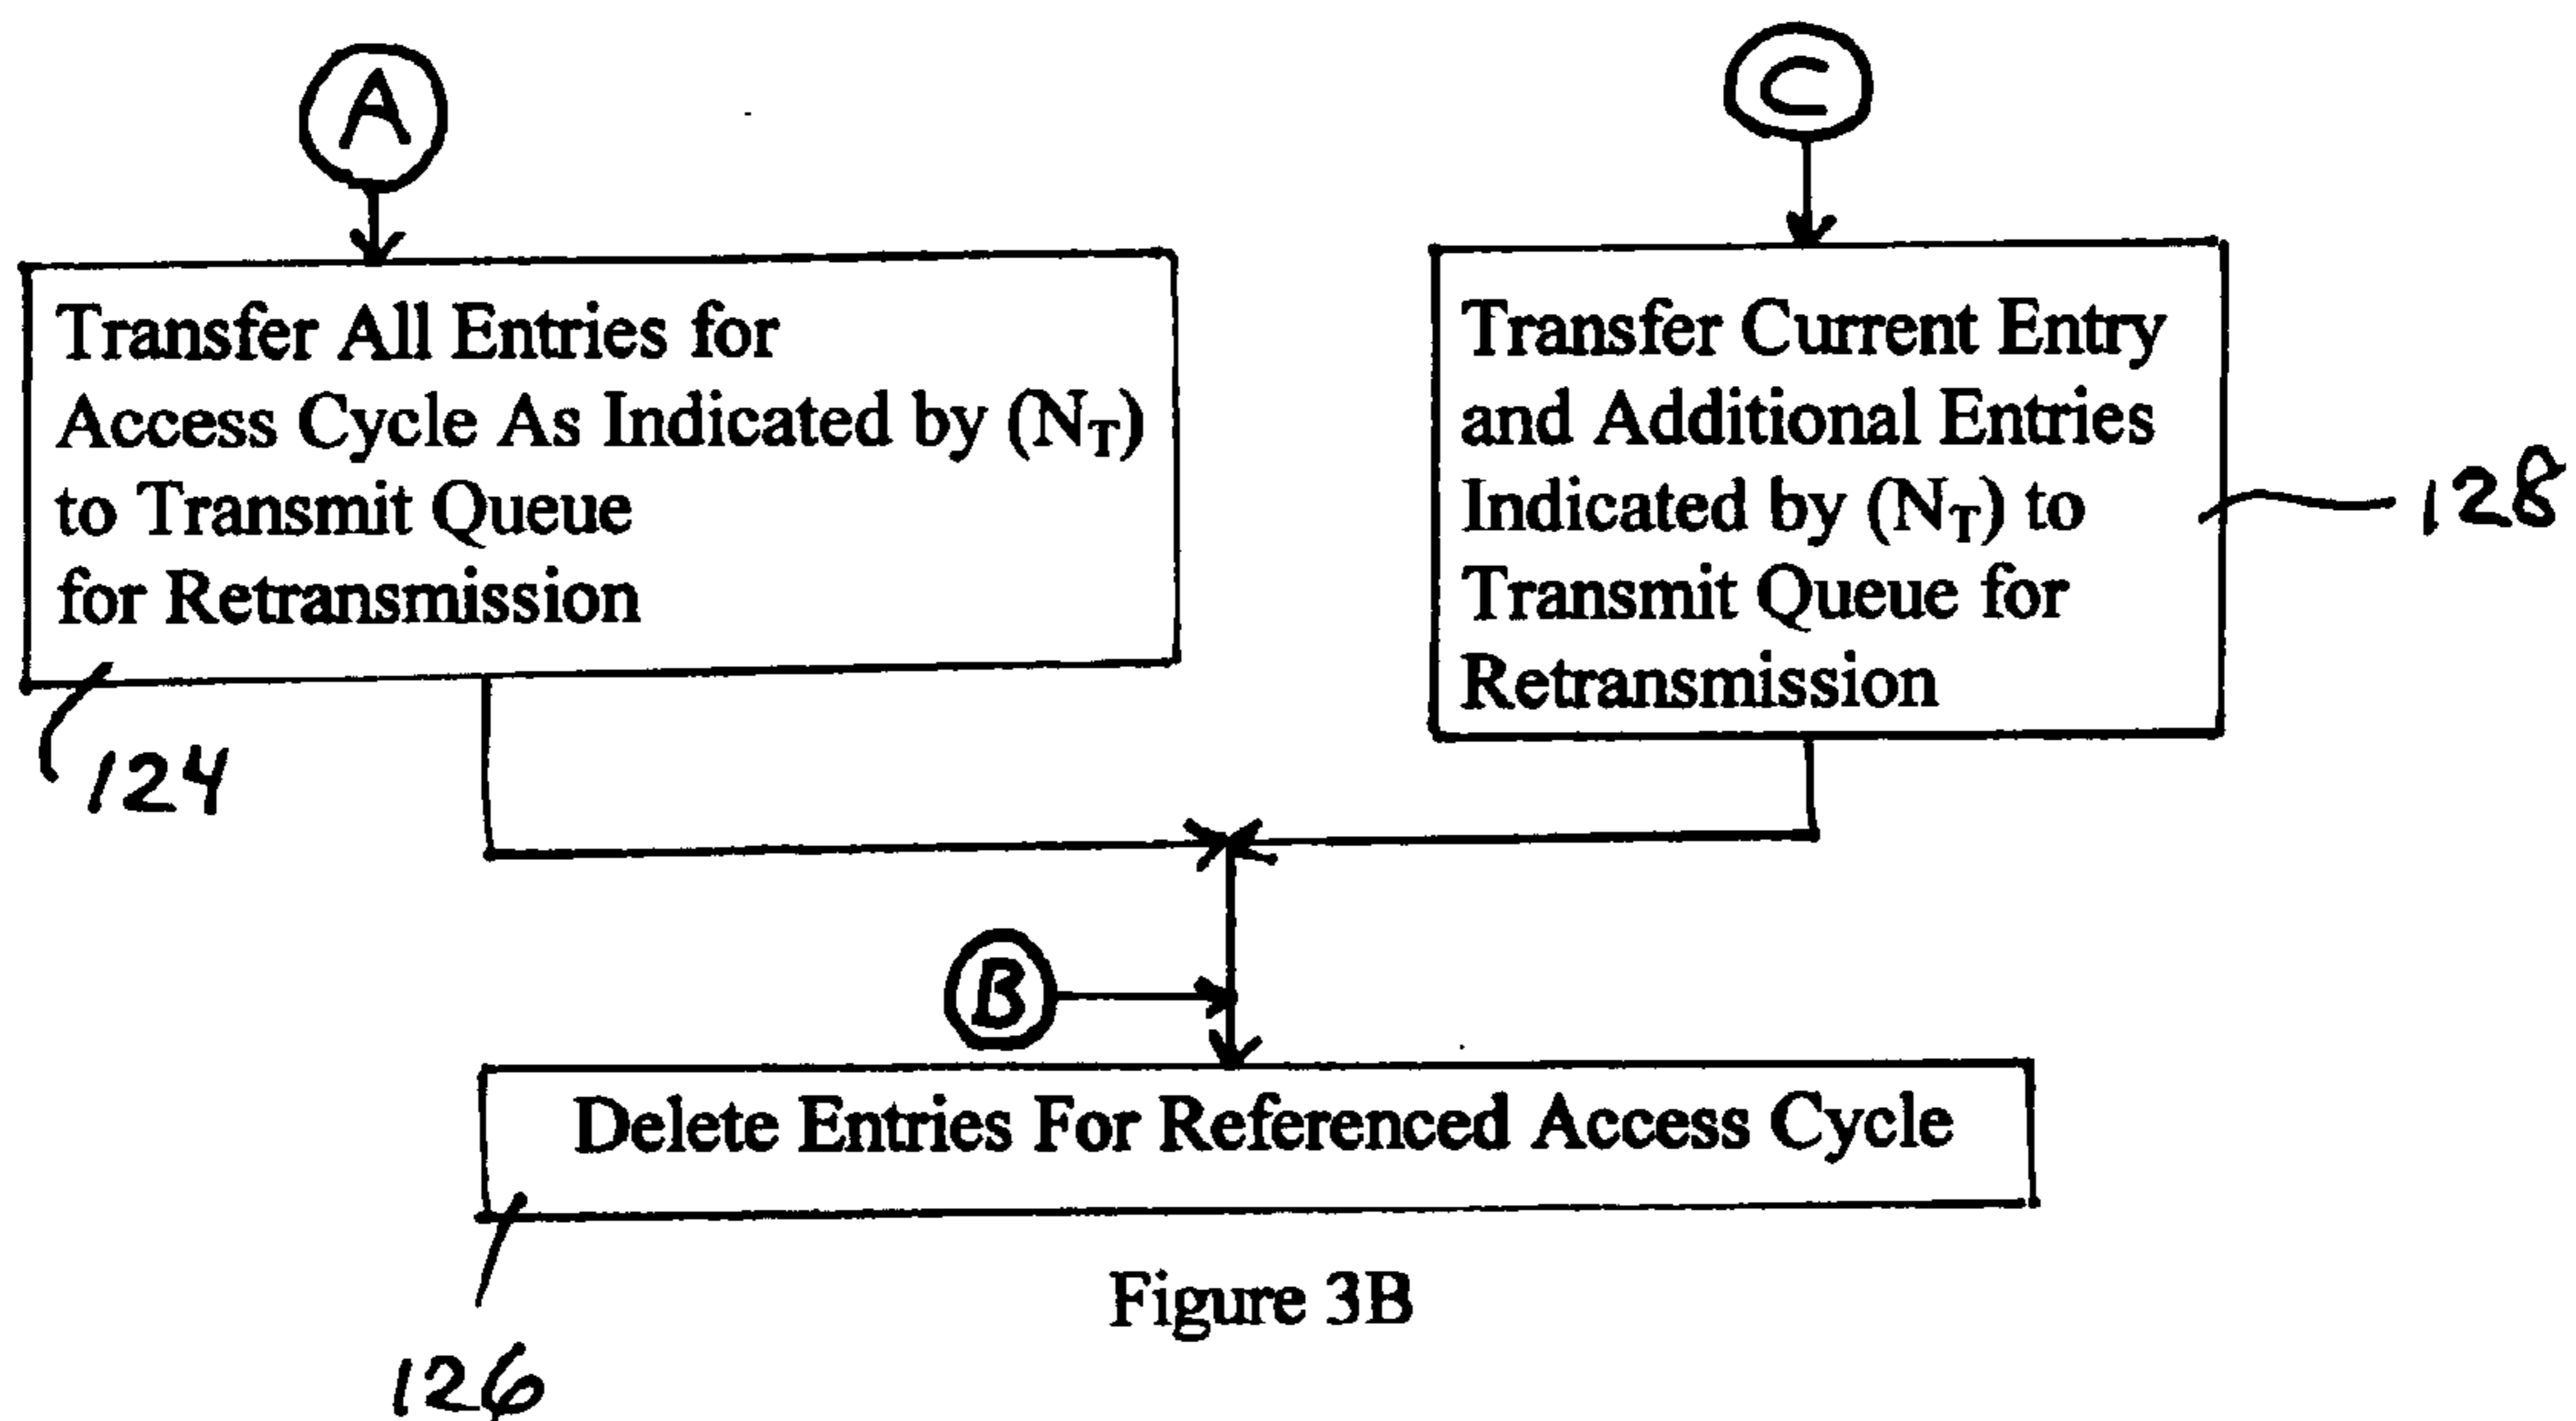 A
C
Transfer All Entries for
Access Cycle As Indicated by (N_T)
to Transmit Queue
for Retransmission
124
Transfer Current Entry
and Additional Entries
Indicated by (N_T) to
Transmit Queue for
Retransmission
128
B
Delete Entries For Referenced Access Cycle
126
Figure 3B